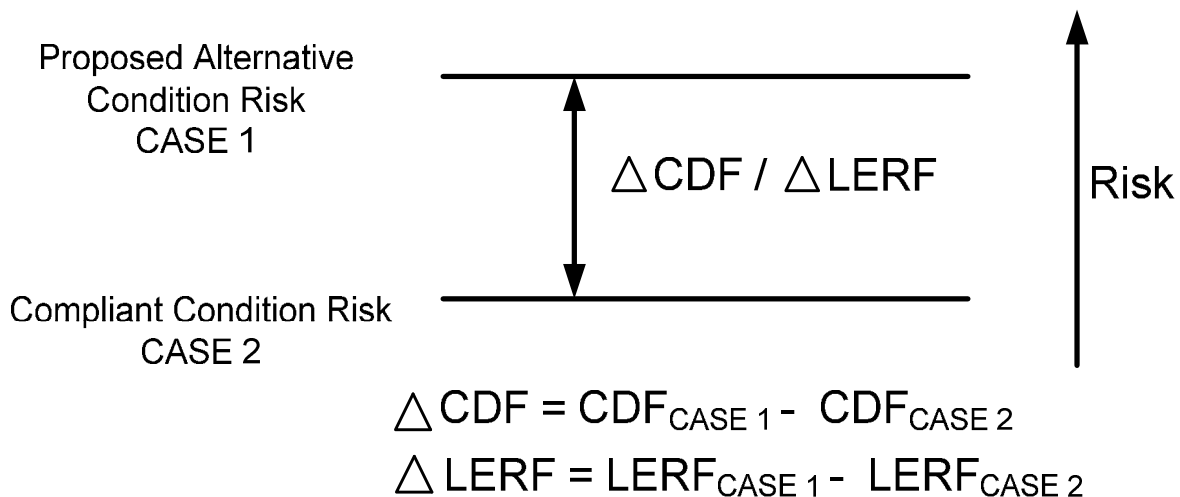 Proposed Alternative
Condition Risk
CASE 1
△CDF / △LERF
Risk
Compliant Condition Risk
CASE 2
△CDF = CDFCASE 1 - CDFCASE 2
△LERF = LERFCASE 1 - LERFCASE 2